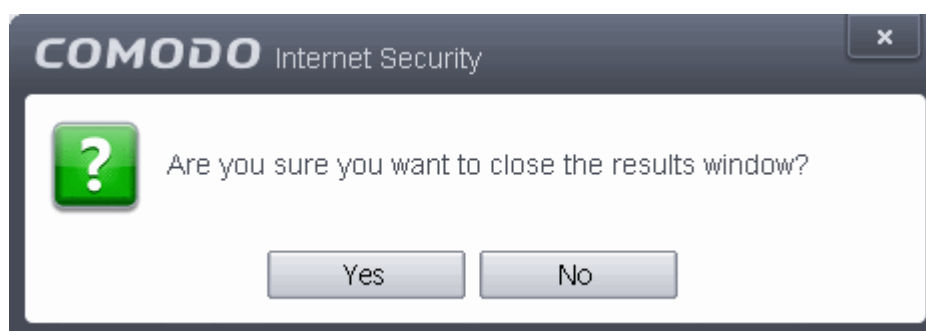 COMODO Internet Security
Are you sure you want to close the results window?
Yes No